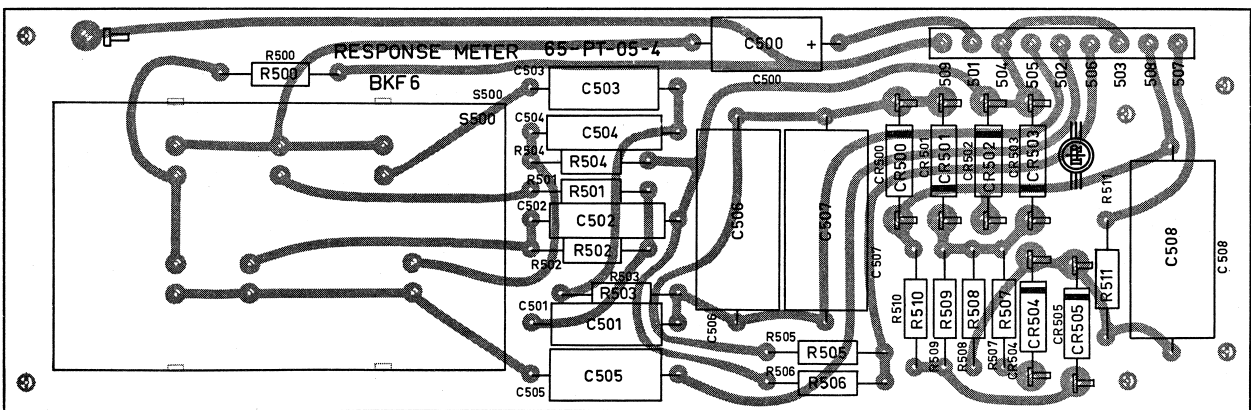 RESPONSE METER 65-PT-05-4
BKF6
R500
R500
S500
S500
C503
C503
C504
C504
R504
R504
R501
R501
C502
C502
R502
R502
R503
R503
C501
C501
C505
C505
C500 +
C500
C506
C506
C507
C507
R505
R505
R506
R506
509
501
504
505
502
506
503
508
507
CR500
CR500
CR501
CR501
CR502
CR502
CR503
CR503
R510
R510
R509
R509
R508
R508
R507
R507
CR504
CR504
CR505
CR505
R511
R511
C508
C508